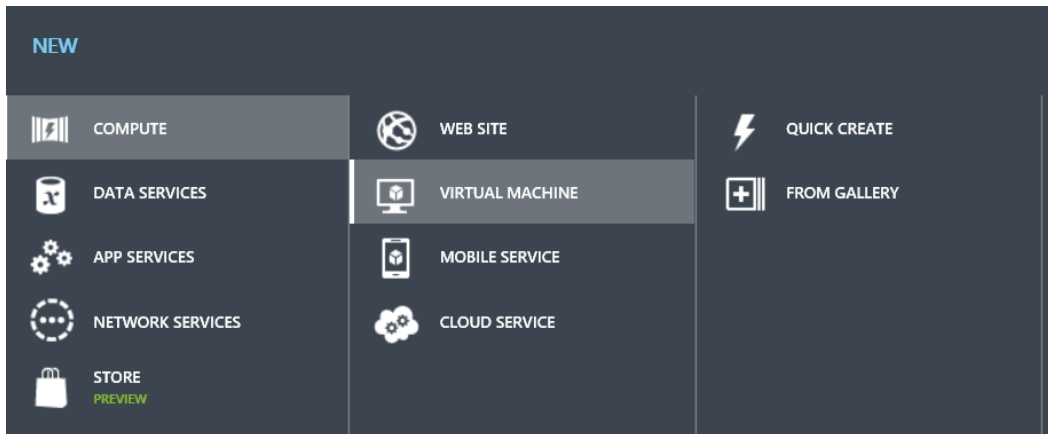 NEW
COMPUTE
DATA SERVICES
APP SERVICES
NETWORK SERVICES
STORE
PREVIEW
WEB SITE
VIRTUAL MACHINE
MOBILE SERVICE
CLOUD SERVICE
QUICK CREATE
FROM GALLERY